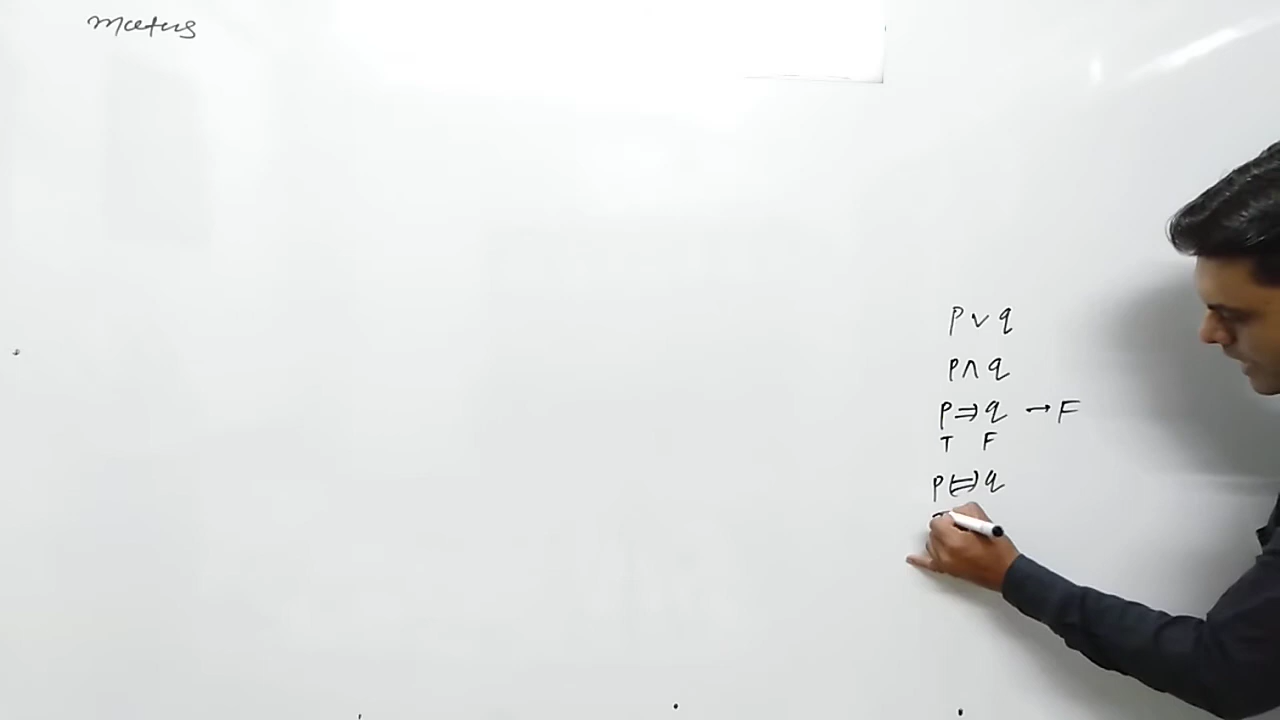 Maths
p∨q
p∧q
p⇒q → F
T F
p⇔q
T